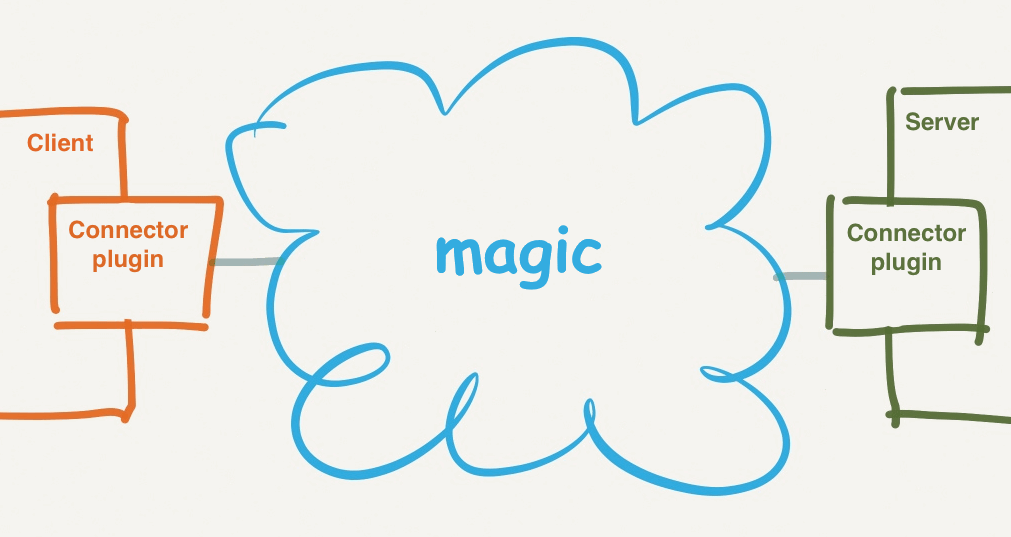 Client
Connector
plugin
magic
Server
Connector
plugin